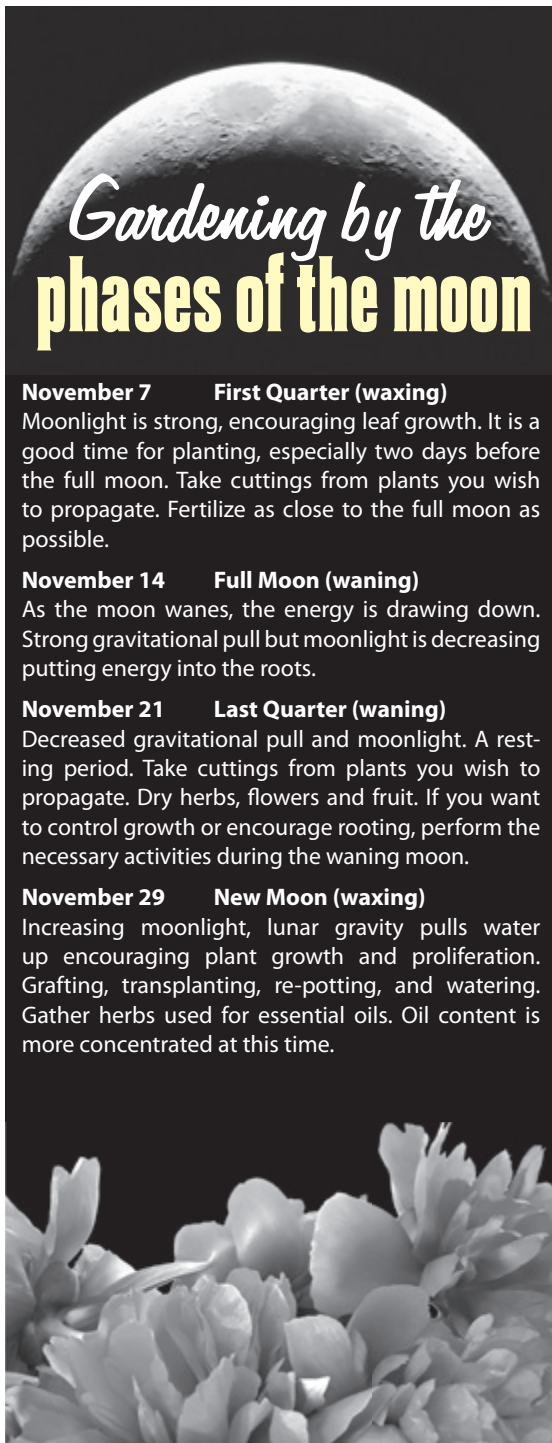 Gardening by the
phases of the moon
November 7 First Quarter (waxing)
Moonlight is strong, encouraging leaf growth. It is a
good time for planting, especially two days before
the full moon. Take cuttings from plants you wish
to propagate. Fertilize as close to the full moon as
possible.
November 14 Full Moon (waning)
As the moon wanes, the energy is drawing down.
Strong gravitational pull but moonlight is decreasing
putting energy into the roots.
November 21 Last Quarter (waning)
Decreased gravitational pull and moonlight. A rest-
ing period. Take cuttings from plants you wish to
propagate. Dry herbs, flowers and fruit. If you want
to control growth or encourage rooting, perform the
necessary activities during the waning moon.
November 29 New Moon (waxing)
Increasing moonlight, lunar gravity pulls water
up encouraging plant growth and proliferation.
Grafting, transplanting, re-potting, and watering.
Gather herbs used for essential oils. Oil content is
more concentrated at this time.